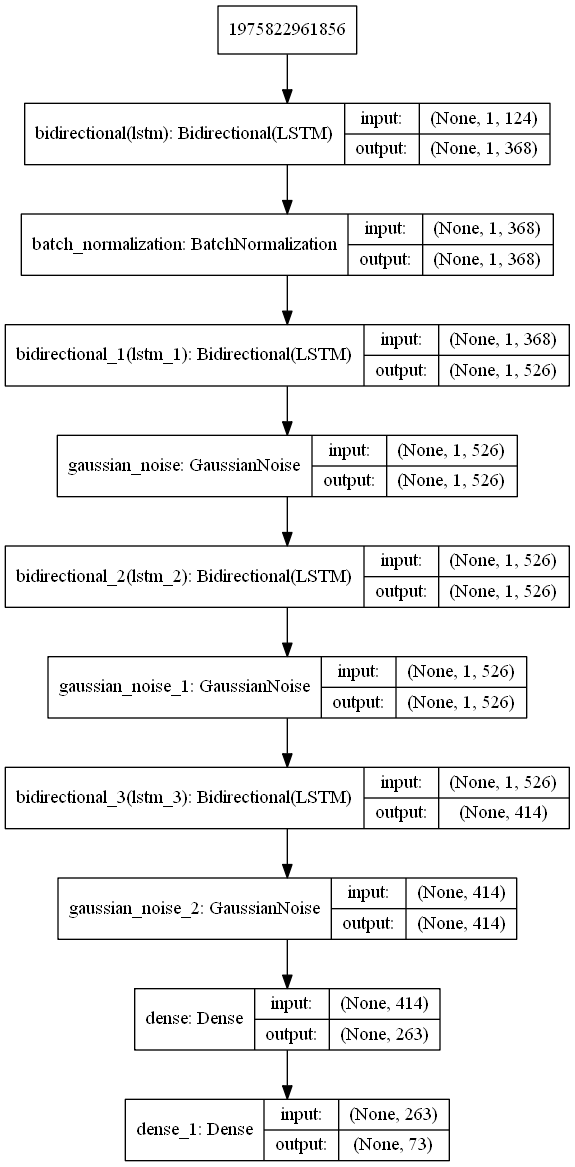 1975822961856
bidirectional(lstm): Bidirectional(LSTM) input: (None, 1, 124)
output: (None, 1, 368)
batch_normalization: BatchNormalization input: (None, 1, 368)
output: (None, 1, 368)
bidirectional_1(lstm_1): Bidirectional(LSTM) input: (None, 1, 368)
output: (None, 1, 526)
gaussian_noise: GaussianNoise input: (None, 1, 526)
output: (None, 1, 526)
bidirectional_2(lstm_2): Bidirectional(LSTM) input: (None, 1, 526)
output: (None, 1, 526)
gaussian_noise_1: GaussianNoise input: (None, 1, 526)
output: (None, 1, 526)
bidirectional_3(lstm_3): Bidirectional(LSTM) input: (None, 1, 526)
output: (None, 414)
gaussian_noise_2: GaussianNoise input: (None, 414)
output: (None, 414)
dense: Dense input: (None, 414)
output: (None, 263)
dense_1: Dense input: (None, 263)
output: (None, 73)